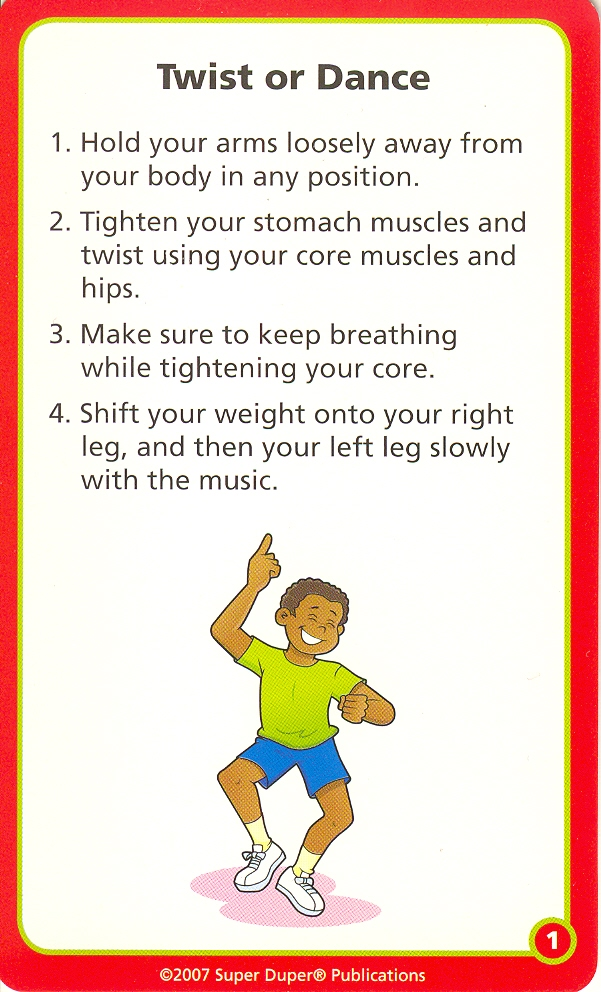 Twist or Dance
1. Hold your arms loosely away from
your body in any position.
2. Tighten your stomach muscles and
twist using your core muscles and
hips.
3. Make sure to keep breathing
while tightening your core.
4. Shift your weight onto your right
leg, and then your left leg slowly
with the music.
1
©2007 Super Duper® Publications